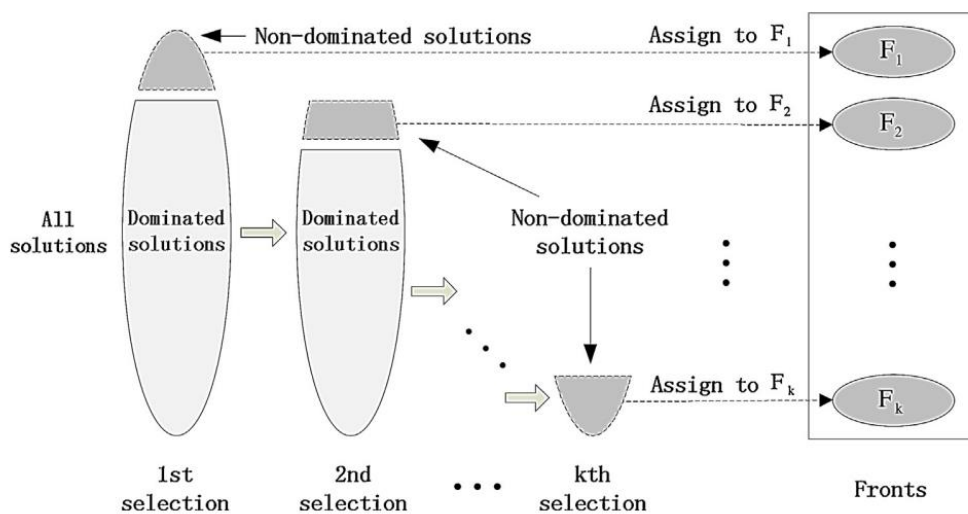 Non-dominated solutions
Assign to F1
F1
Assign to F2
F2
All
solutions
Dominated
solutions
Dominated
solutions
Non-dominated
solutions
Assign to Fk
Fk
1st
selection
2nd
selection
kth
selection
Fronts